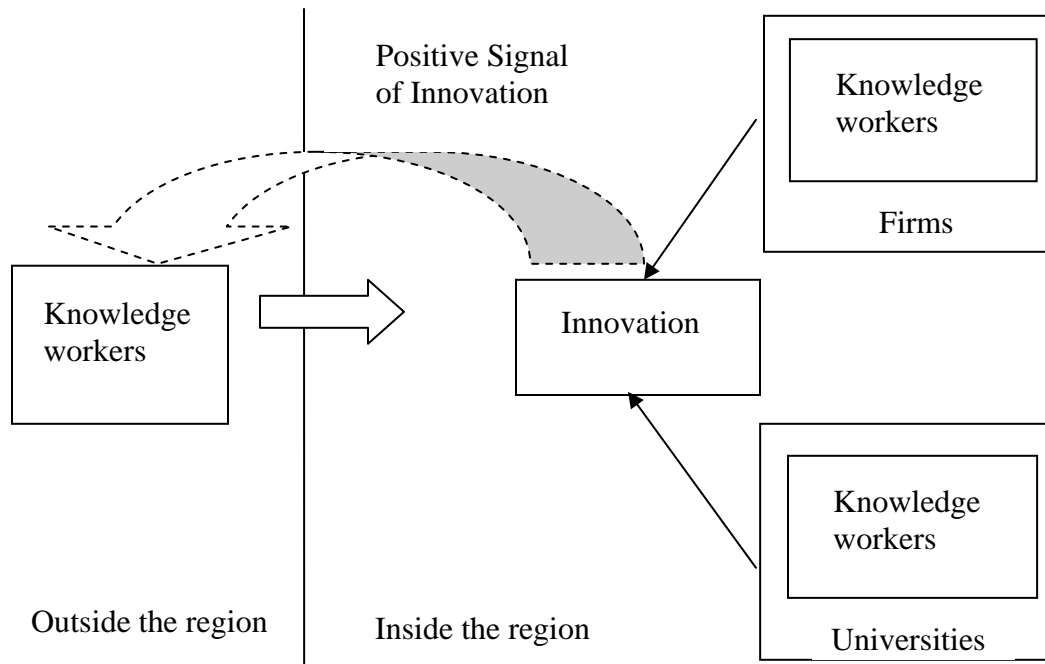 Positive Signal
of Innovation
Knowledge
workers
Firms
Knowledge
workers
Innovation
Knowledge
workers
Universities
Outside the region
Inside the region